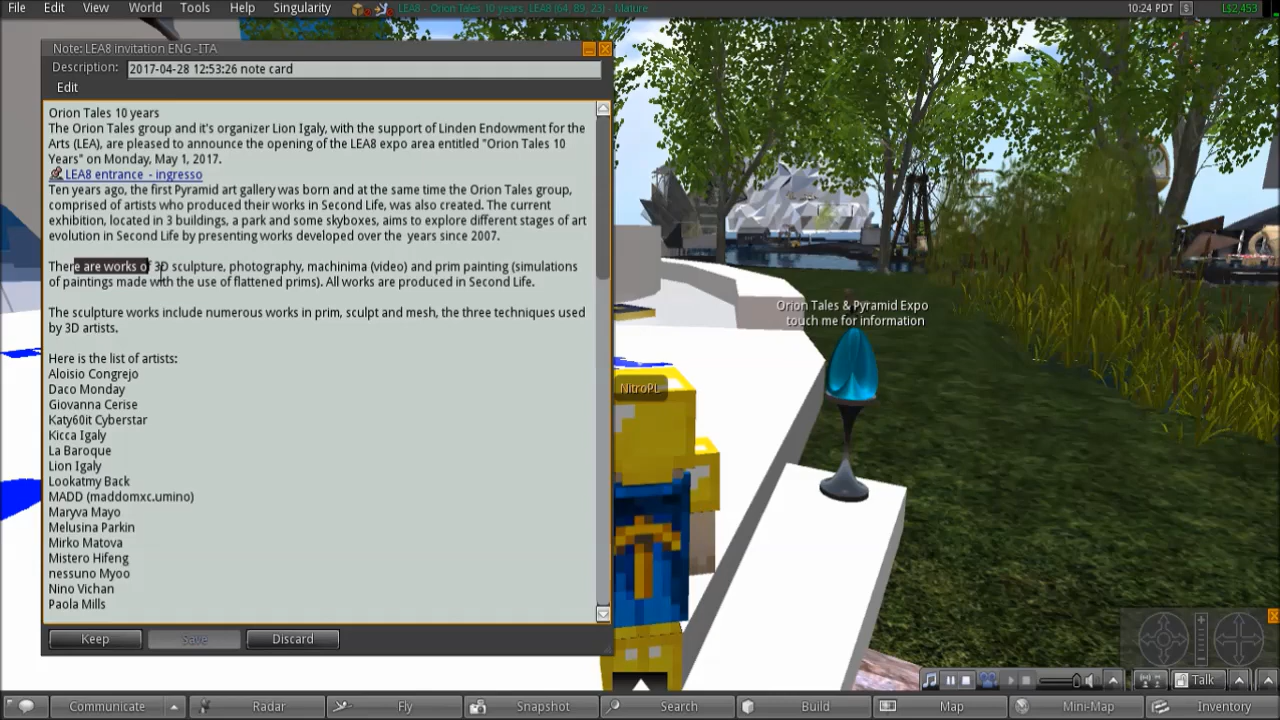 File Edit View World Tools Help Singularity LEA8 - Orion Tales 10 years, LEA8 (64, 89, 23) - Mature 10:24 PDT $ L$2,453
Note: LEA8 invitation ENG -ITA
Description: 2017-04-28 12:53:26 note card
Edit
Orion Tales 10 years
The Orion Tales group and it's organizer Lion Igaly, with the support of Linden Endowment for the
Arts (LEA), are pleased to announce the opening of the LEA8 expo area entitled "Orion Tales 10
Years" on Monday, May 1, 2017.
LEA8 entrance - ingresso
Ten years ago, the first Pyramid art gallery was born and at the same time the Orion Tales group,
comprised of artists who produced their works in Second Life, was also created. The current
exhibition, located in 3 buildings, a park and some skyboxes, aims to explore different stages of art
evolution in Second Life by presenting works developed over the years since 2007.
There are works of 3D sculpture, photography, machinima (video) and prim painting (simulations
of paintings made with the use of flattened prims). All works are produced in Second Life.
The sculpture works include numerous works in prim, sculpt and mesh, the three techniques used
by 3D artists.
Here is the list of artists:
Aloisio Congrejo
Daco Monday
Giovanna Cerise
Katy60it Cyberstar
Kicca Igaly
La Baroque
Lion Igaly
Lookatmy Back
MADD (maddomxc.umino)
Maryva Mayo
Melusina Parkin
Mirko Matova
Mistero Hifeng
nessuno Myoo
Nino Vichan
Paola Mills
Keep Save Discard
Orion Tales & Pyramid Expo
touch me for information
NitroPL
Talk
Communicate Radar Fly Snapshot Search Build Map Mini-Map Inventory